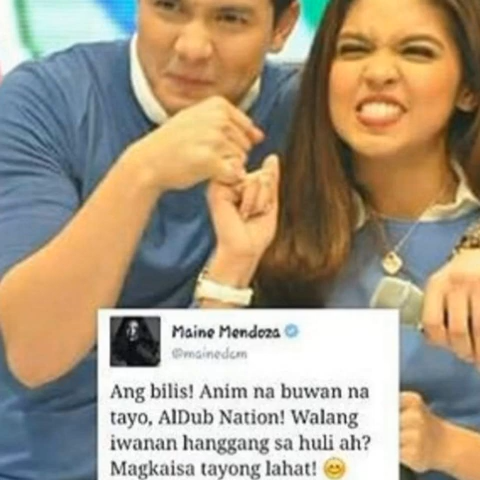 Maine Mendoza
@mainedcm
Ang bilis! Anim na buwan na
tayo, AlDub Nation! Walang
iwanan hanggang sa huli ah?
Magkaisa tayong lahat! 😊